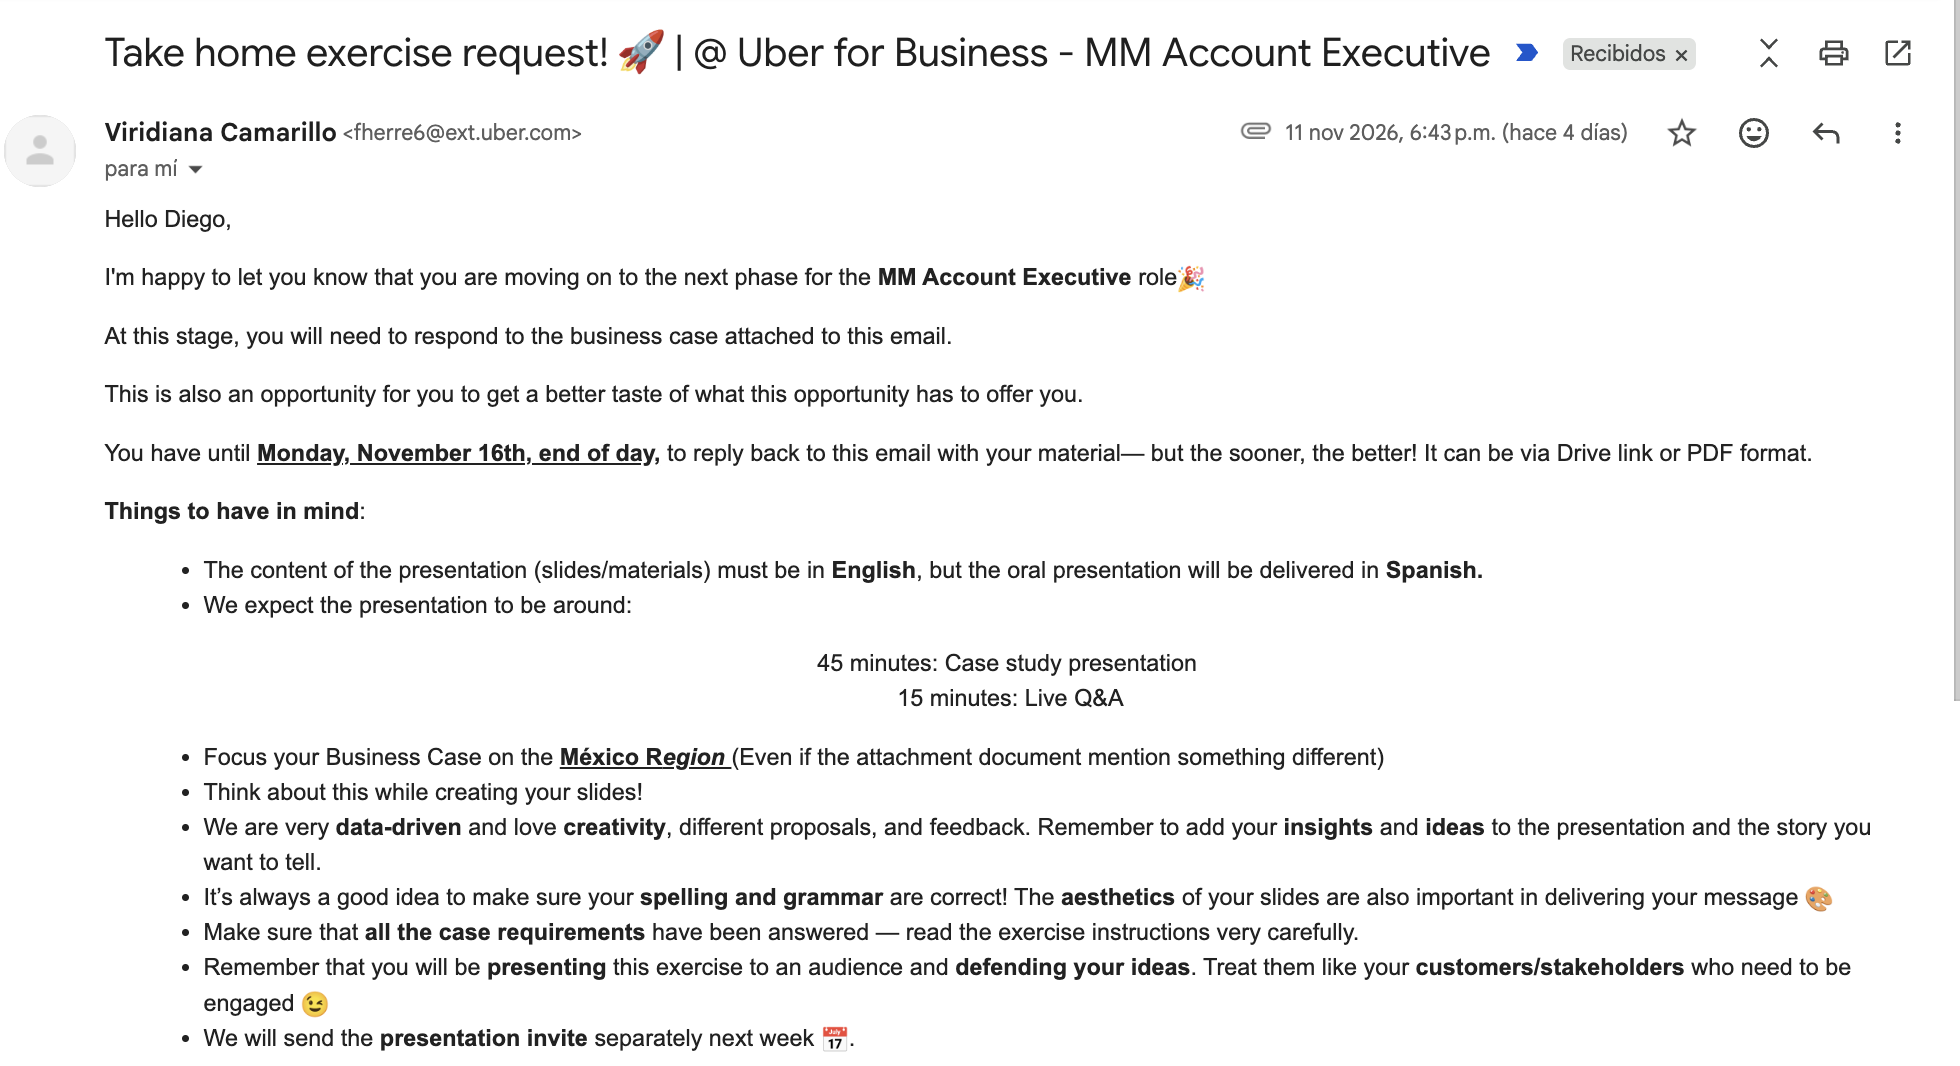 Take home exercise request! 🚀 | @ Uber for Business - MM Account Executive
Recibidos ×
Viridiana Camarillo <fherre6@ext.uber.com>
11 nov 2026, 6:43 p.m. (hace 4 días)
para mí
Hello Diego,
I'm happy to let you know that you are moving on to the next phase for the MM Account Executive role🎉
At this stage, you will need to respond to the business case attached to this email.
This is also an opportunity for you to get a better taste of what this opportunity has to offer you.
You have until Monday, November 16th, end of day, to reply back to this email with your material— but the sooner, the better! It can be via Drive link or PDF format.
Things to have in mind:
• The content of the presentation (slides/materials) must be in English, but the oral presentation will be delivered in Spanish.
• We expect the presentation to be around:
45 minutes: Case study presentation
15 minutes: Live Q&A
• Focus your Business Case on the México Region (Even if the attachment document mention something different)
• Think about this while creating your slides!
• We are very data-driven and love creativity, different proposals, and feedback. Remember to add your insights and ideas to the presentation and the story you
want to tell.
• It’s always a good idea to make sure your spelling and grammar are correct! The aesthetics of your slides are also important in delivering your message 🎨
• Make sure that all the case requirements have been answered — read the exercise instructions very carefully.
• Remember that you will be presenting this exercise to an audience and defending your ideas. Treat them like your customers/stakeholders who need to be
engaged 😉
• We will send the presentation invite separately next week 📅.